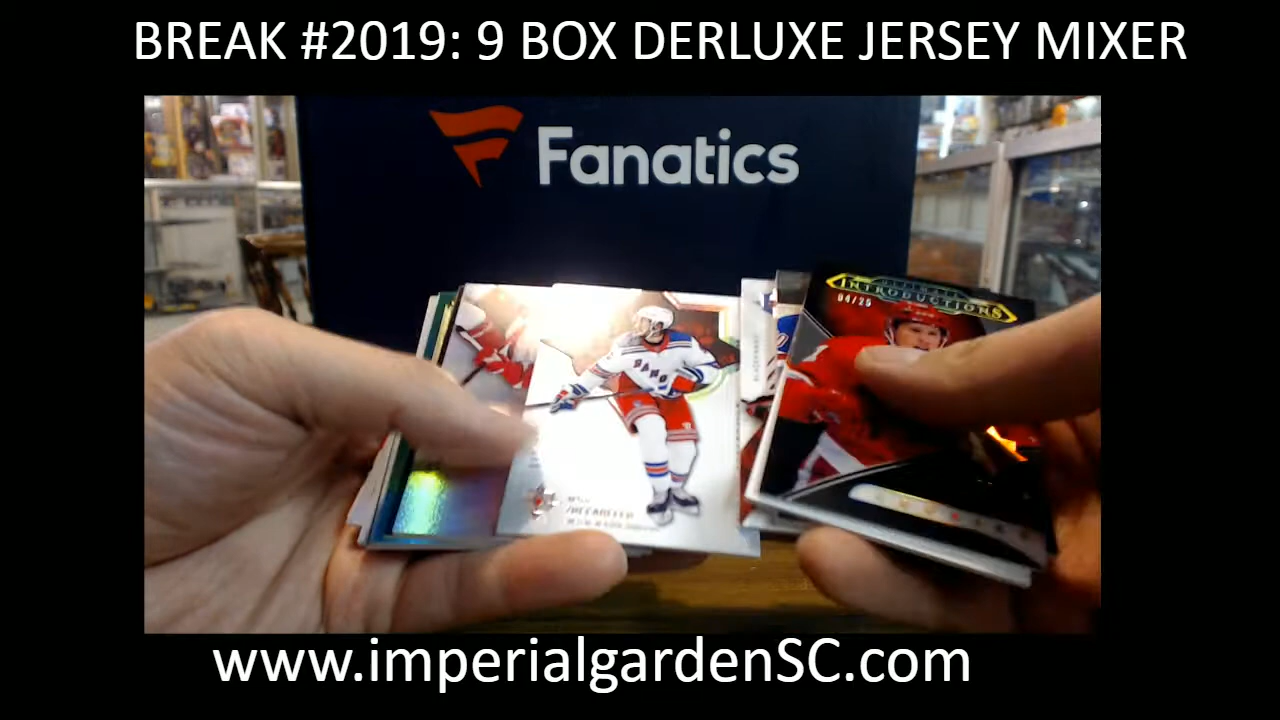 BREAK #2019: 9 BOX DERLUXE JERSEY MIXER
Fanatics
INTRODUCTIONS
04/25
www.imperialgardenSC.com